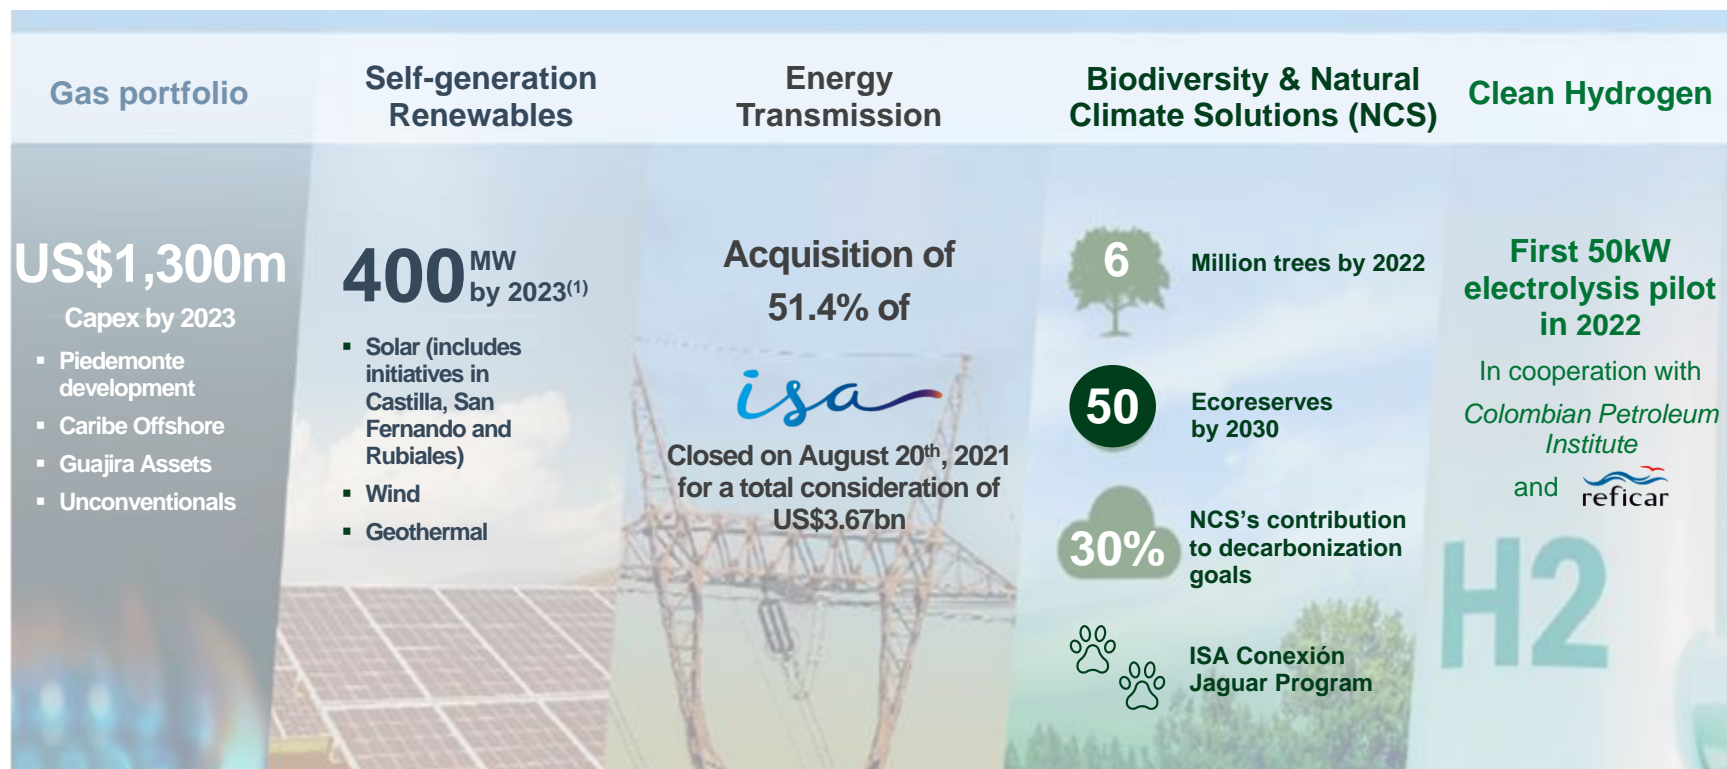 Gas portfolio
US$1,300m
Capex by 2023
▪ Piedemonte
development
▪ Caribe Offshore
▪ Guajira Assets
▪ Unconventionals
Self-generation
Renewables
400 MW
by 2023(1)
▪ Solar (includes
initiatives in
Castilla, San
Fernando and
Rubiales)
▪ Wind
▪ Geothermal
Energy
Transmission
Acquisition of
51.4% of
isa
Closed on August 20th, 2021
for a total consideration of
US$3.67bn
Biodiversity & Natural
Climate Solutions (NCS)
6 Million trees by 2022
50 Ecoreserves
by 2030
30% NCS’s contribution
to decarbonization
goals
ISA Conexión
Jaguar Program
Clean Hydrogen
First 50kW
electrolysis pilot
in 2022
In cooperation with
Colombian Petroleum
Institute
and reficar
H2